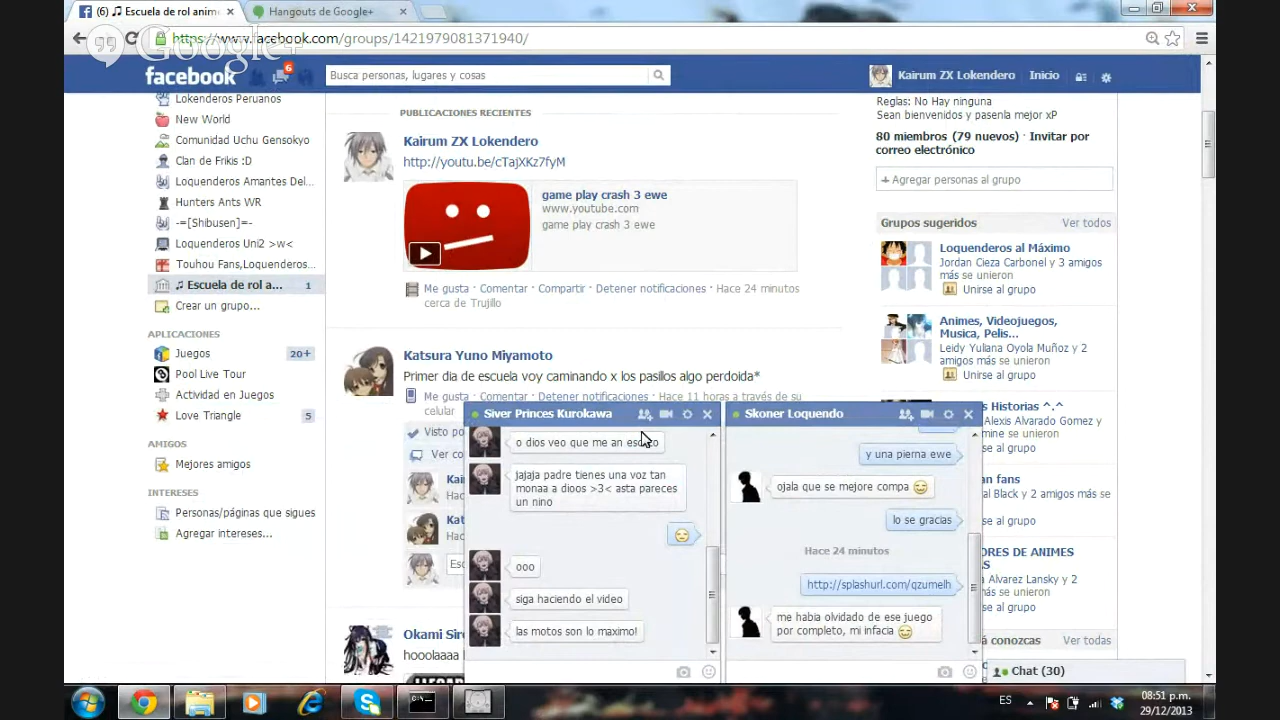 (6) ♫ Escuela de rol anim
Hangouts de Google+
https://www.facebook.com/groups/1421979081371940/
Google+
facebook
6
Busca personas, lugares y cosas
Kairum ZX Lokendero
Inicio
Lokenderos Peruanos
New World
Comunidad Uchu Gensokyo
Clan de Frikis :D
Loquenderos Amantes Del...
Hunters Ants WR
-=[Shibusen]=-
Loquenderos Uni2 >w<
Touhou Fans,Loquenderos...
♫ Escuela de rol a... 1
Crear un grupo...
APLICACIONES
Juegos 20+
Pool Live Tour
Actividad en Juegos
Love Triangle 5
AMIGOS
Mejores amigos
INTERESES
Personas/páginas que sigues
Agregar intereses...
PUBLICACIONES RECIENTES
Kairum ZX Lokendero
http://youtu.be/cTajXKz7fyM
game play crash 3 ewe
www.youtube.com
game play crash 3 ewe
Me gusta · Comentar · Compartir · Detener notificaciones · Hace 24 minutos
cerca de Trujillo
Katsura Yuno Miyamoto
Primer dia de escuela voy caminando x los pasillos algo perdoida*
Me gusta · Comentar · Detener notificaciones · Hace 11 horas a través de su
celular
Visto po
Ver co
Kai
Hac
Kat
Hac
Esc
Okami Sir
hooolaaaa
Siver Princes Kurokawa
o dios veo que me an
jajaja padre tienes una voz tan
monaa a dioos >3< asta pareces
un nino
ooo
siga haciendo el video
las motos son lo maximo!
Skoner Loquendo
y una pierna ewe
ojala que se mejore compa
lo se gracias
Hace 24 minutos
http://splashurl.com/qzumelh
me habia olvidado de ese juego
por completo, mi infacia
Reglas: No Hay ninguna
Sean bienvenidos y pasenla mejor xP
80 miembros (79 nuevos) · Invitar por
correo electrónico
+ Agregar personas al grupo
Grupos sugeridos
Ver todos
Loquenderos al Máximo
Jordan Cieza Carbonel y 3 amigos
más se unieron
Unirse al grupo
Animes, Videojuegos,
Musica, Pelis...
Leidy Yuliana Oyola Muñoz y 2
amigos más se unieron
Unirse al grupo
s Historias ^.^
Alexis Alvarado Gomez y
mine se unieron
Unirse al grupo
an fans
l Black y 2 amigos más se
Unirse al grupo
ORES DE ANIMES
as
a Alvarez Lansky y 2
más se unieron
Unirse al grupo
á conozcas
Ver todas
Chat (30)
ES
08:51 p.m.
29/12/2013